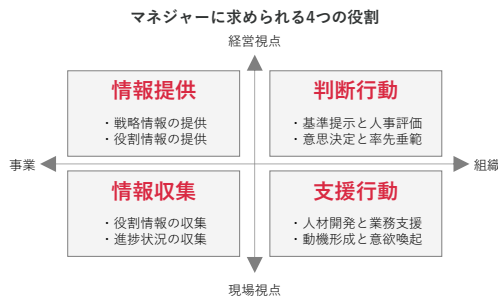 マネジャーに求められる4つの役割
経営視点
情報提供
・戦略情報の提供
・役割情報の提供
判断行動
・基準提示と人事評価
・意思決定と率先垂範
事業
組織
情報収集
・役割情報の収集
・進捗状況の収集
支援行動
・人材開発と業務支援
・動機形成と意欲喚起
現場視点